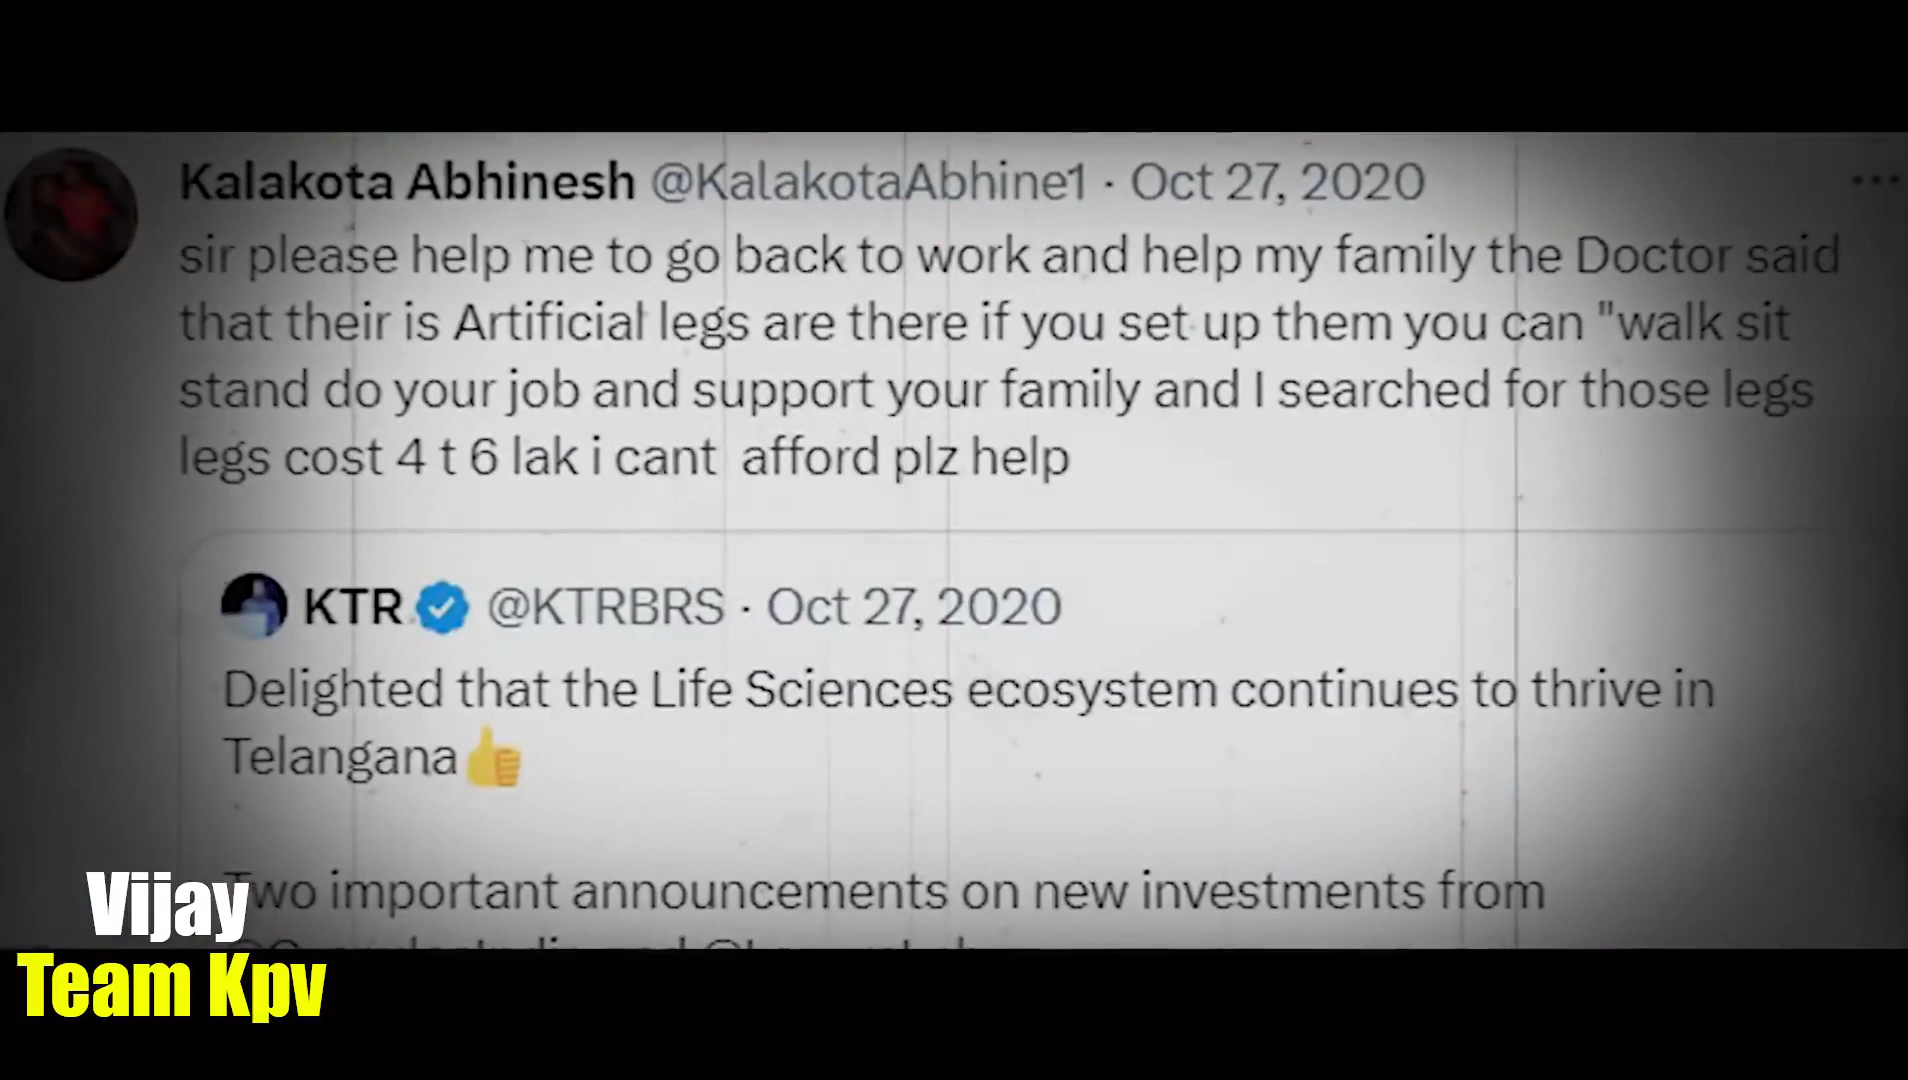 Kalakota Abhinesh @KalakotaAbhine1 · Oct 27, 2020
sir please help me to go back to work and help my family the Doctor said
that their is Artificial legs are there if you set up them you can "walk sit
stand do your job and support your family and I searched for those legs
legs cost 4 t 6 lak i cant afford plz help
KTR @KTRBRS · Oct 27, 2020
Delighted that the Life Sciences ecosystem continues to thrive in
Telangana👍
Two important announcements on new investments from
Vijay
Team Kpv